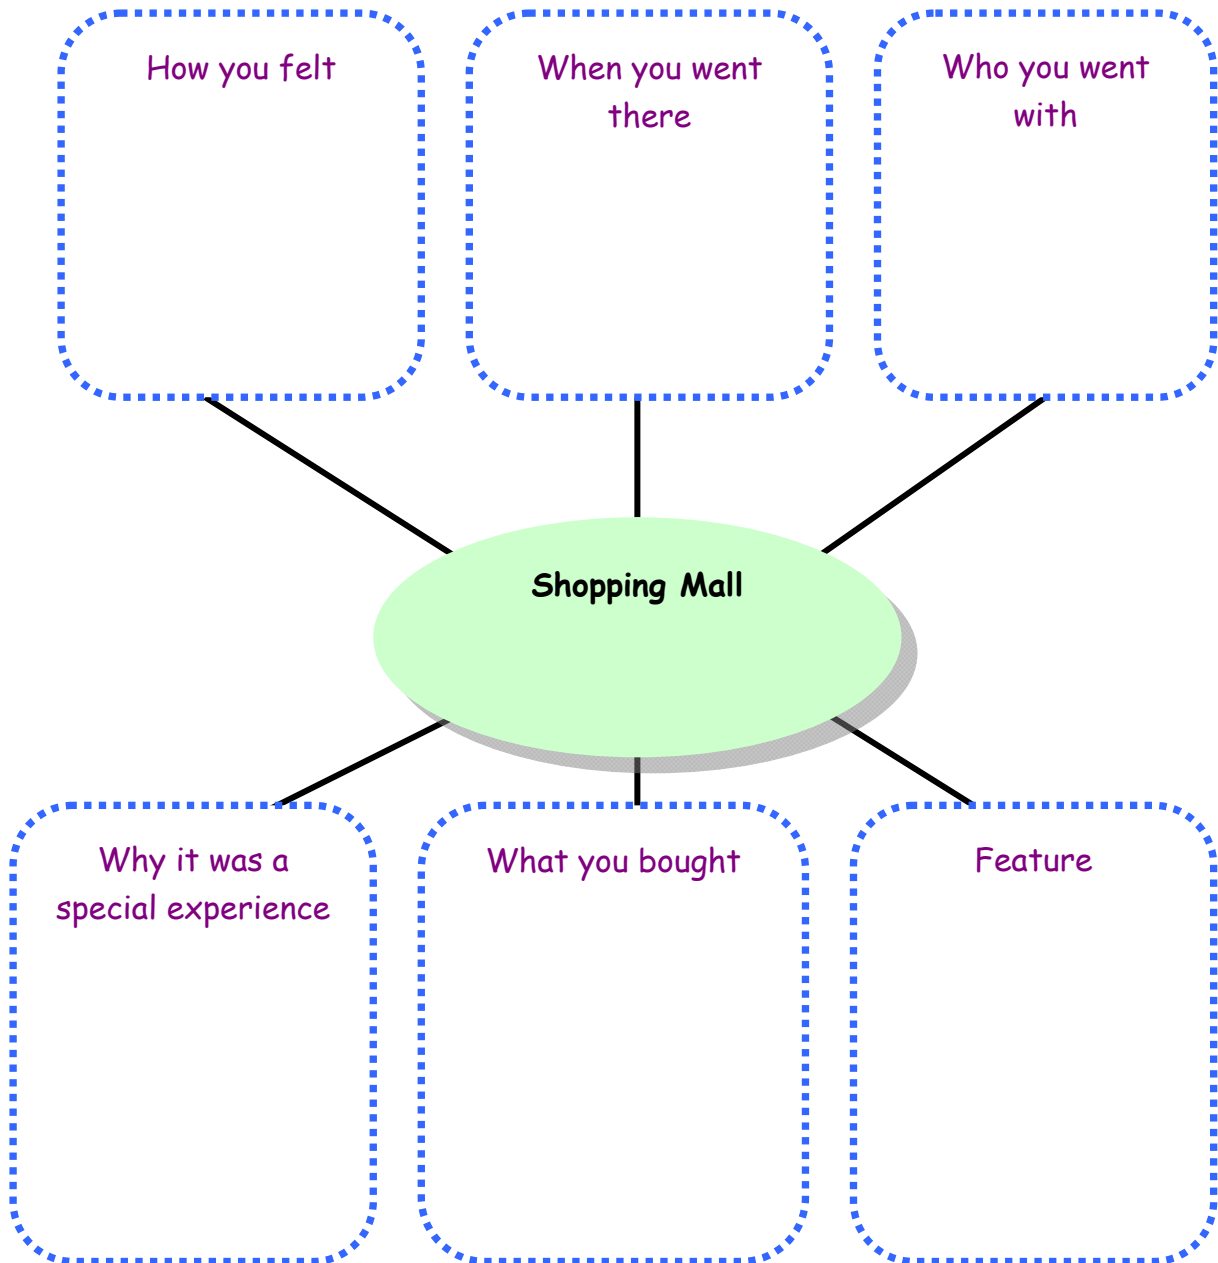 How you felt
When you went
there
Who you went
with
Shopping Mall
Why it was a
special experience
What you bought
Feature